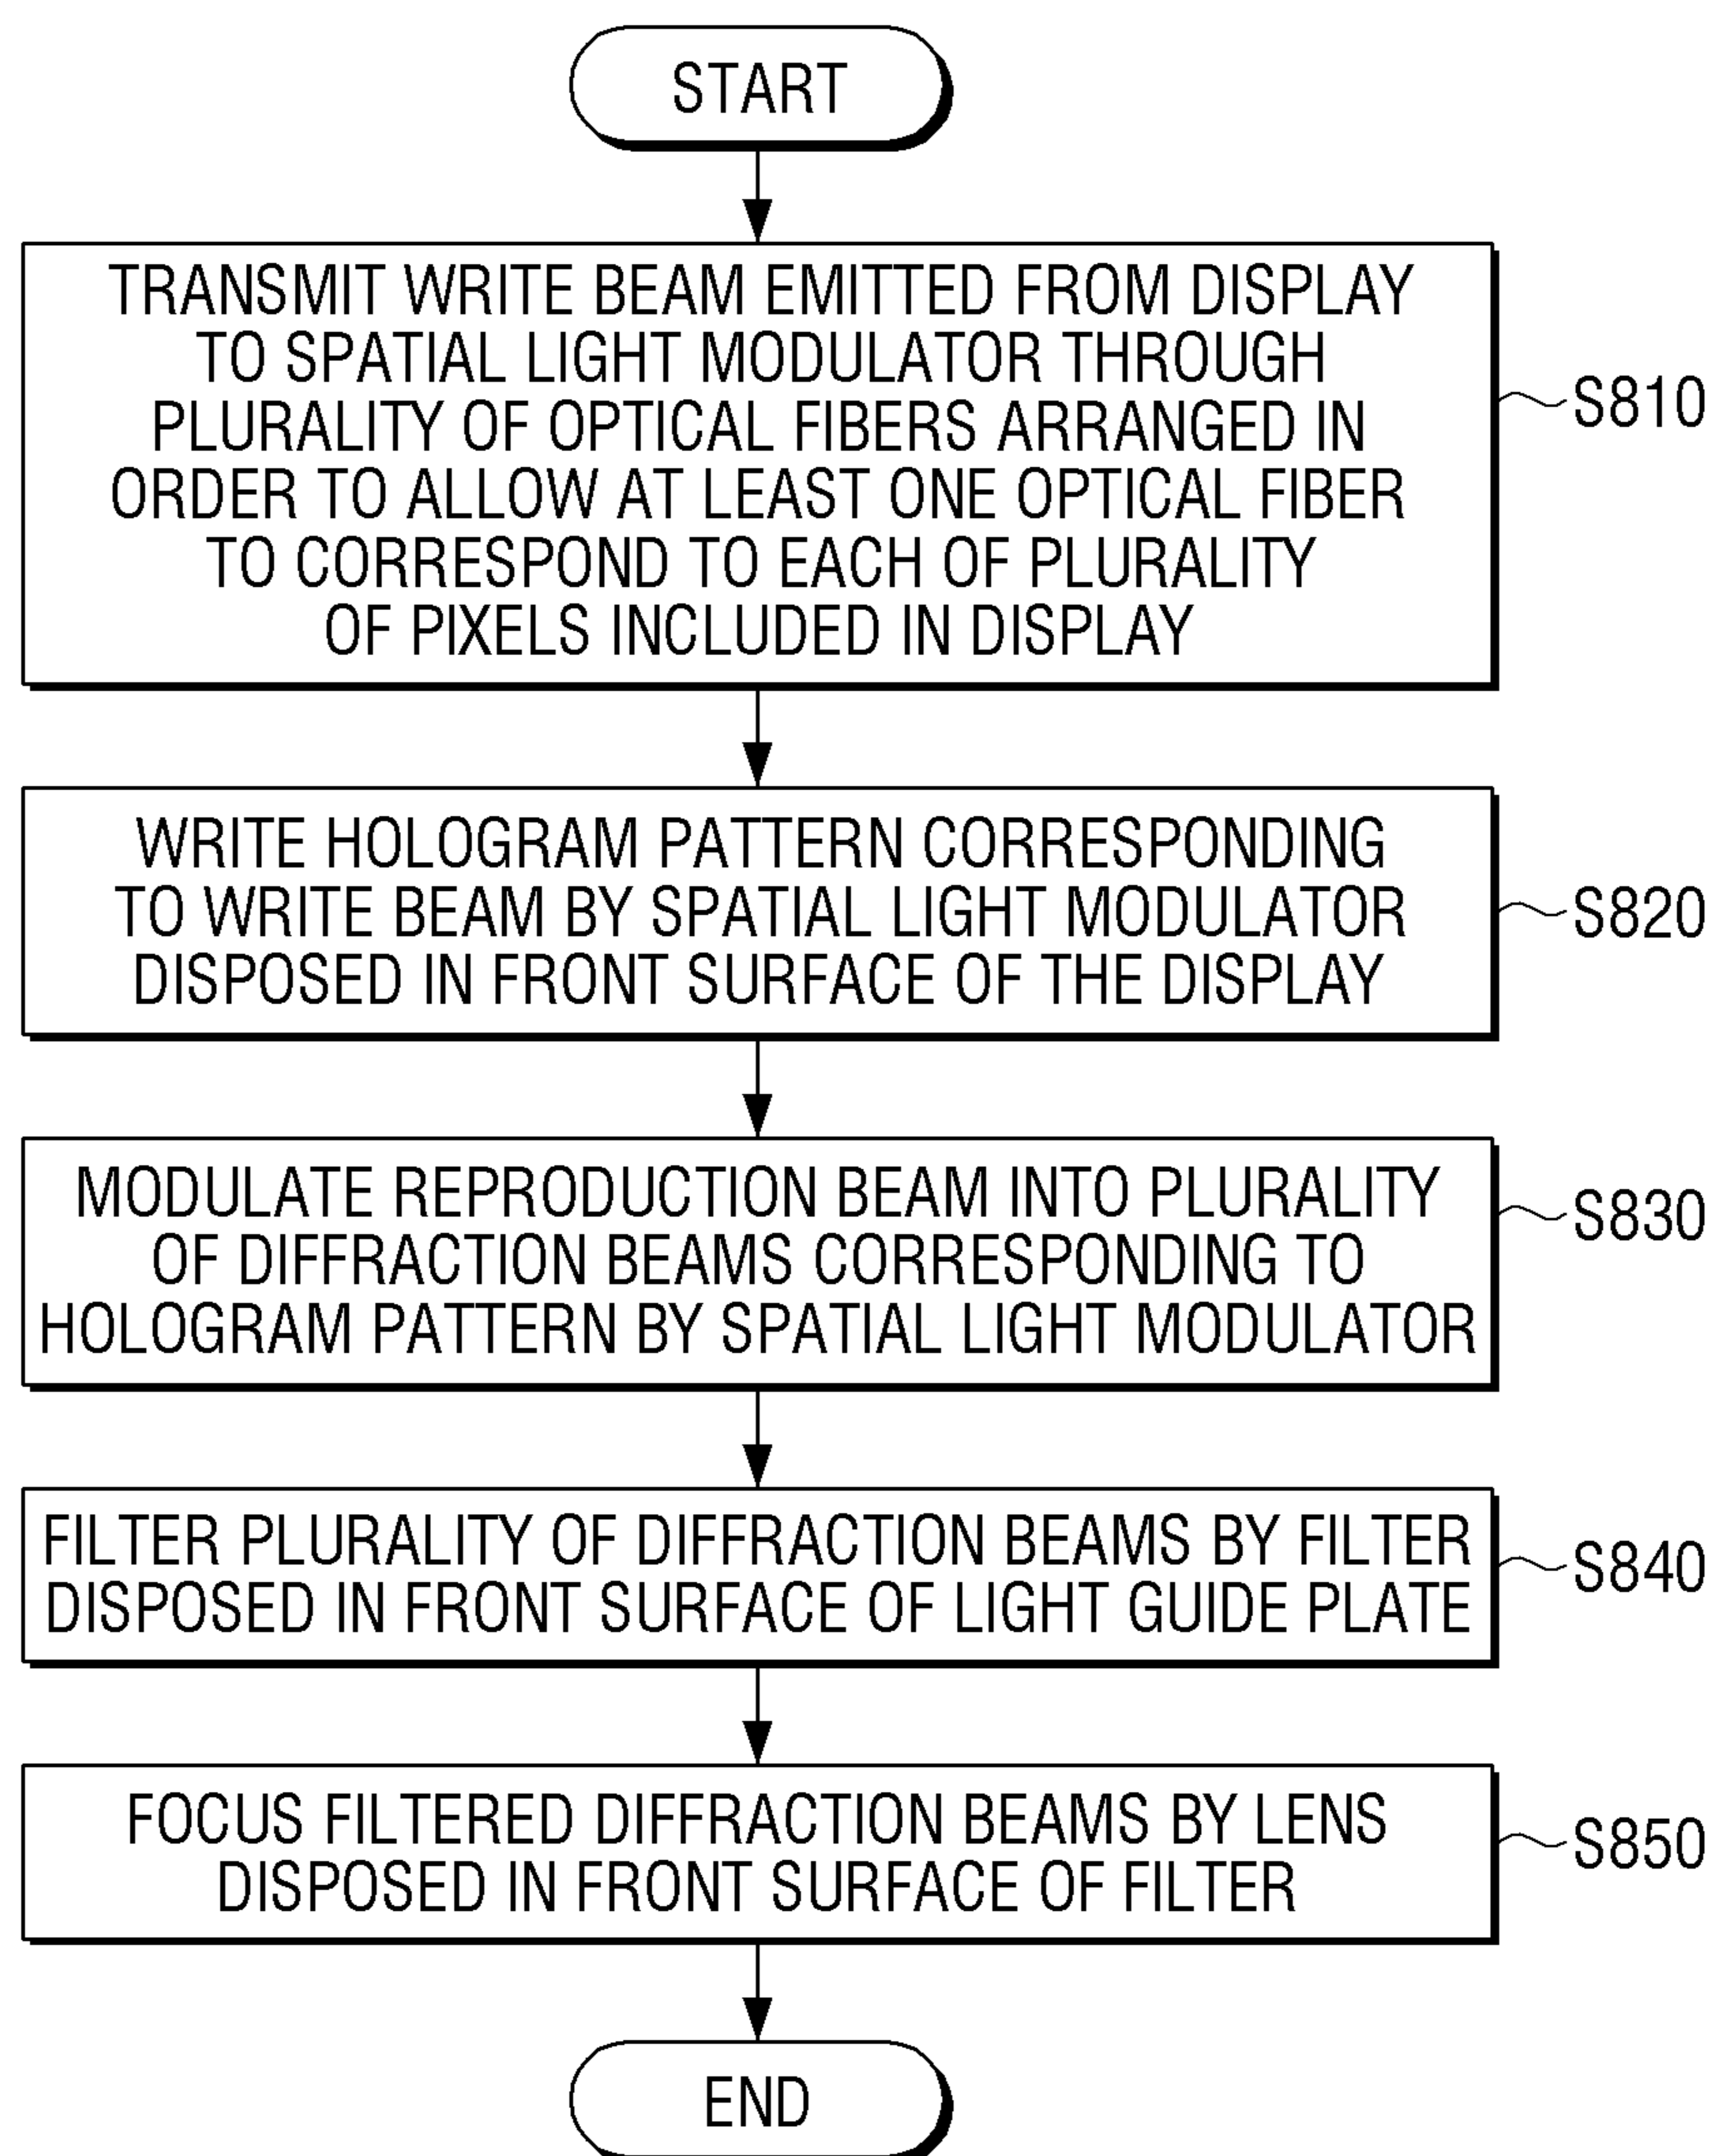 START
TRANSMIT WRITE BEAM EMITTED FROM DISPLAY
TO SPATIAL LIGHT MODULATOR THROUGH
PLURALITY OF OPTICAL FIBERS ARRANGED IN
ORDER TO ALLOW AT LEAST ONE OPTICAL FIBER
TO CORRESPOND TO EACH OF PLURALITY
OF PIXELS INCLUDED IN DISPLAY
S810
WRITE HOLOGRAM PATTERN CORRESPONDING
TO WRITE BEAM BY SPATIAL LIGHT MODULATOR
DISPOSED IN FRONT SURFACE OF THE DISPLAY
S820
MODULATE REPRODUCTION BEAM INTO PLURALITY
OF DIFFRACTION BEAMS CORRESPONDING TO
HOLOGRAM PATTERN BY SPATIAL LIGHT MODULATOR
S830
FILTER PLURALITY OF DIFFRACTION BEAMS BY FILTER
DISPOSED IN FRONT SURFACE OF LIGHT GUIDE PLATE
S840
FOCUS FILTERED DIFFRACTION BEAMS BY LENS
DISPOSED IN FRONT SURFACE OF FILTER
S850
END